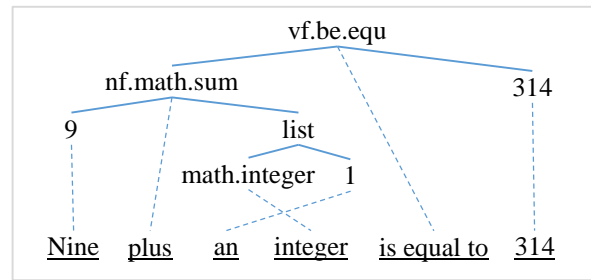 vf.be.equ
nf.math.sum 314
9 list
math.integer 1
Nine plus an integer is equal to 314